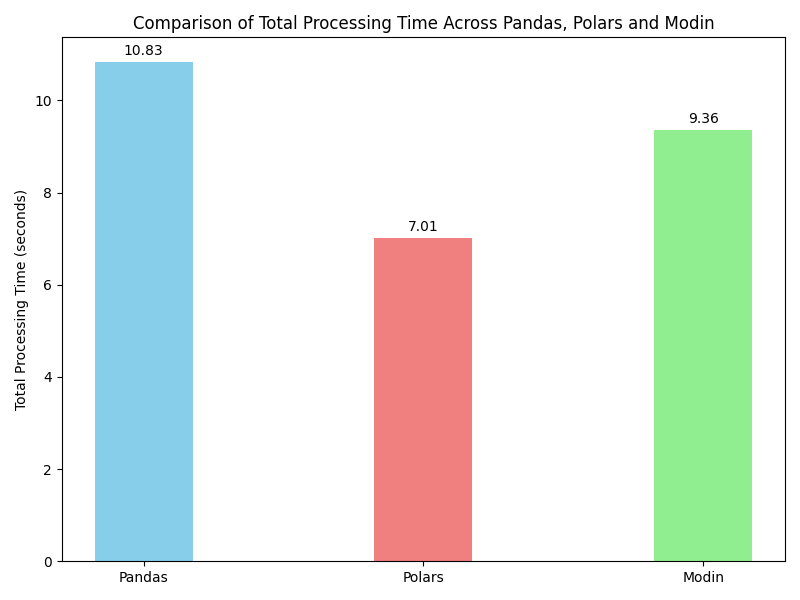 Comparison of Total Processing Time Across Pandas, Polars and Modin
10.83
7.01
9.36
Total Processing Time (seconds)
10
8
6
4
2
0
Pandas
Polars
Modin